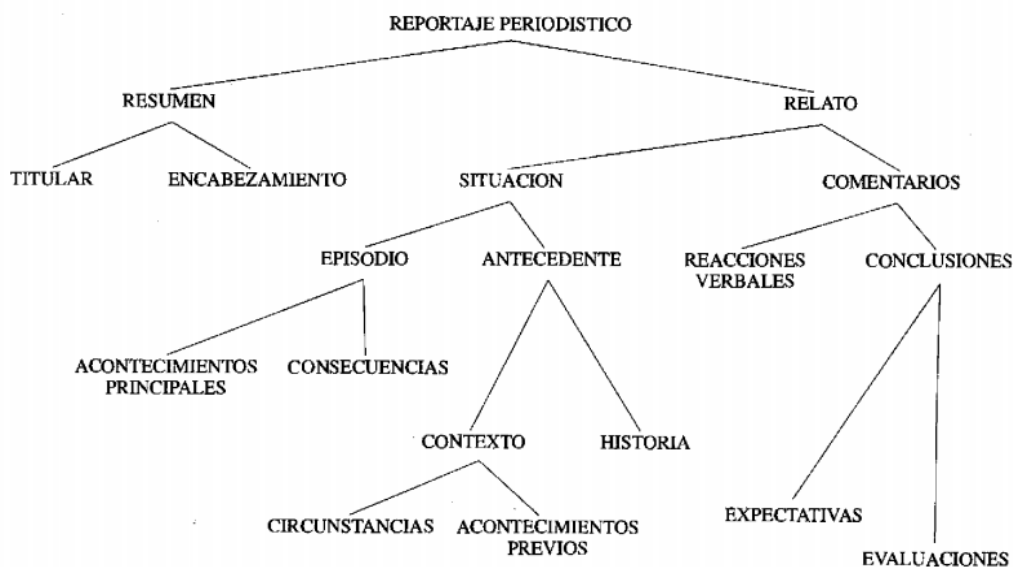 REPORTAJE PERIODISTICO
RESUMEN
RELATO
TITULAR
ENCABEZAMIENTO
SITUACION
COMENTARIOS
EPISODIO
ANTECEDENTE
REACCIONES
VERBALES
CONCLUSIONES
ACONTECIMIENTOS
PRINCIPALES
CONSECUENCIAS
CONTEXTO
HISTORIA
CIRCUNSTANCIAS
ACONTECIMIENTOS
PREVIOS
EXPECTATIVAS
EVALUACIONES